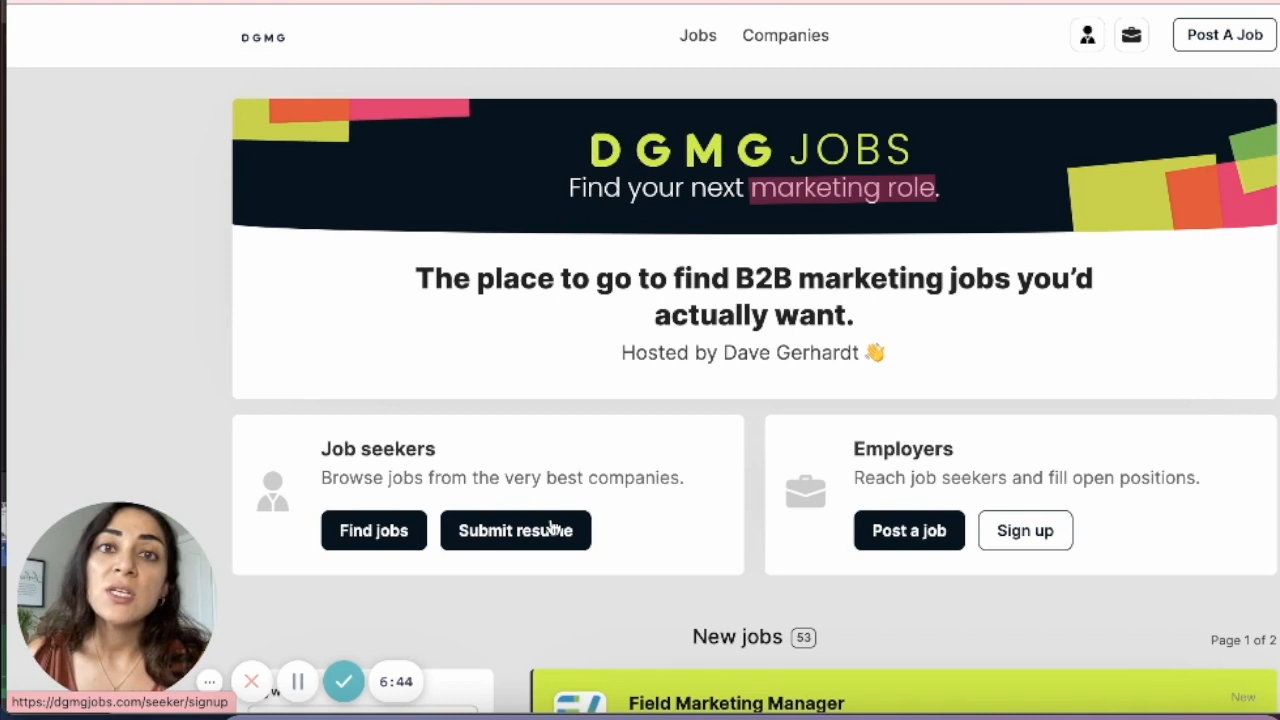 DGMG
Jobs Companies
Post A Job
DGMG JOBS
Find your next marketing role.
The place to go to find B2B marketing jobs you'd
actually want.
Hosted by Dave Gerhardt 👋
Job seekers
Browse jobs from the very best companies.
Find jobs Submit resume
Employers
Reach job seekers and fill open positions.
Post a job Sign up
New jobs 53
Page 1 of 2
6:44
https://dgmgjobs.com/seeker/signup
Field Marketing Manager
New